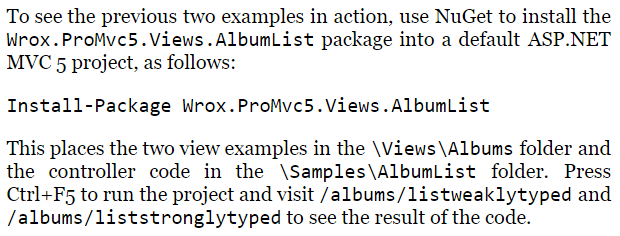 To see the previous two examples in action, use NuGet to install the
Wrox.ProMvc5.Views.AlbumList package into a default ASP.NET
MVC 5 project, as follows:
Install-Package Wrox.ProMvc5.Views.AlbumList
This places the two view examples in the \Views\Albums folder and
the controller code in the \Samples\AlbumList folder. Press
Ctrl+F5 to run the project and visit /albums/listweaklytyped and
/albums/liststronglytyped to see the result of the code.